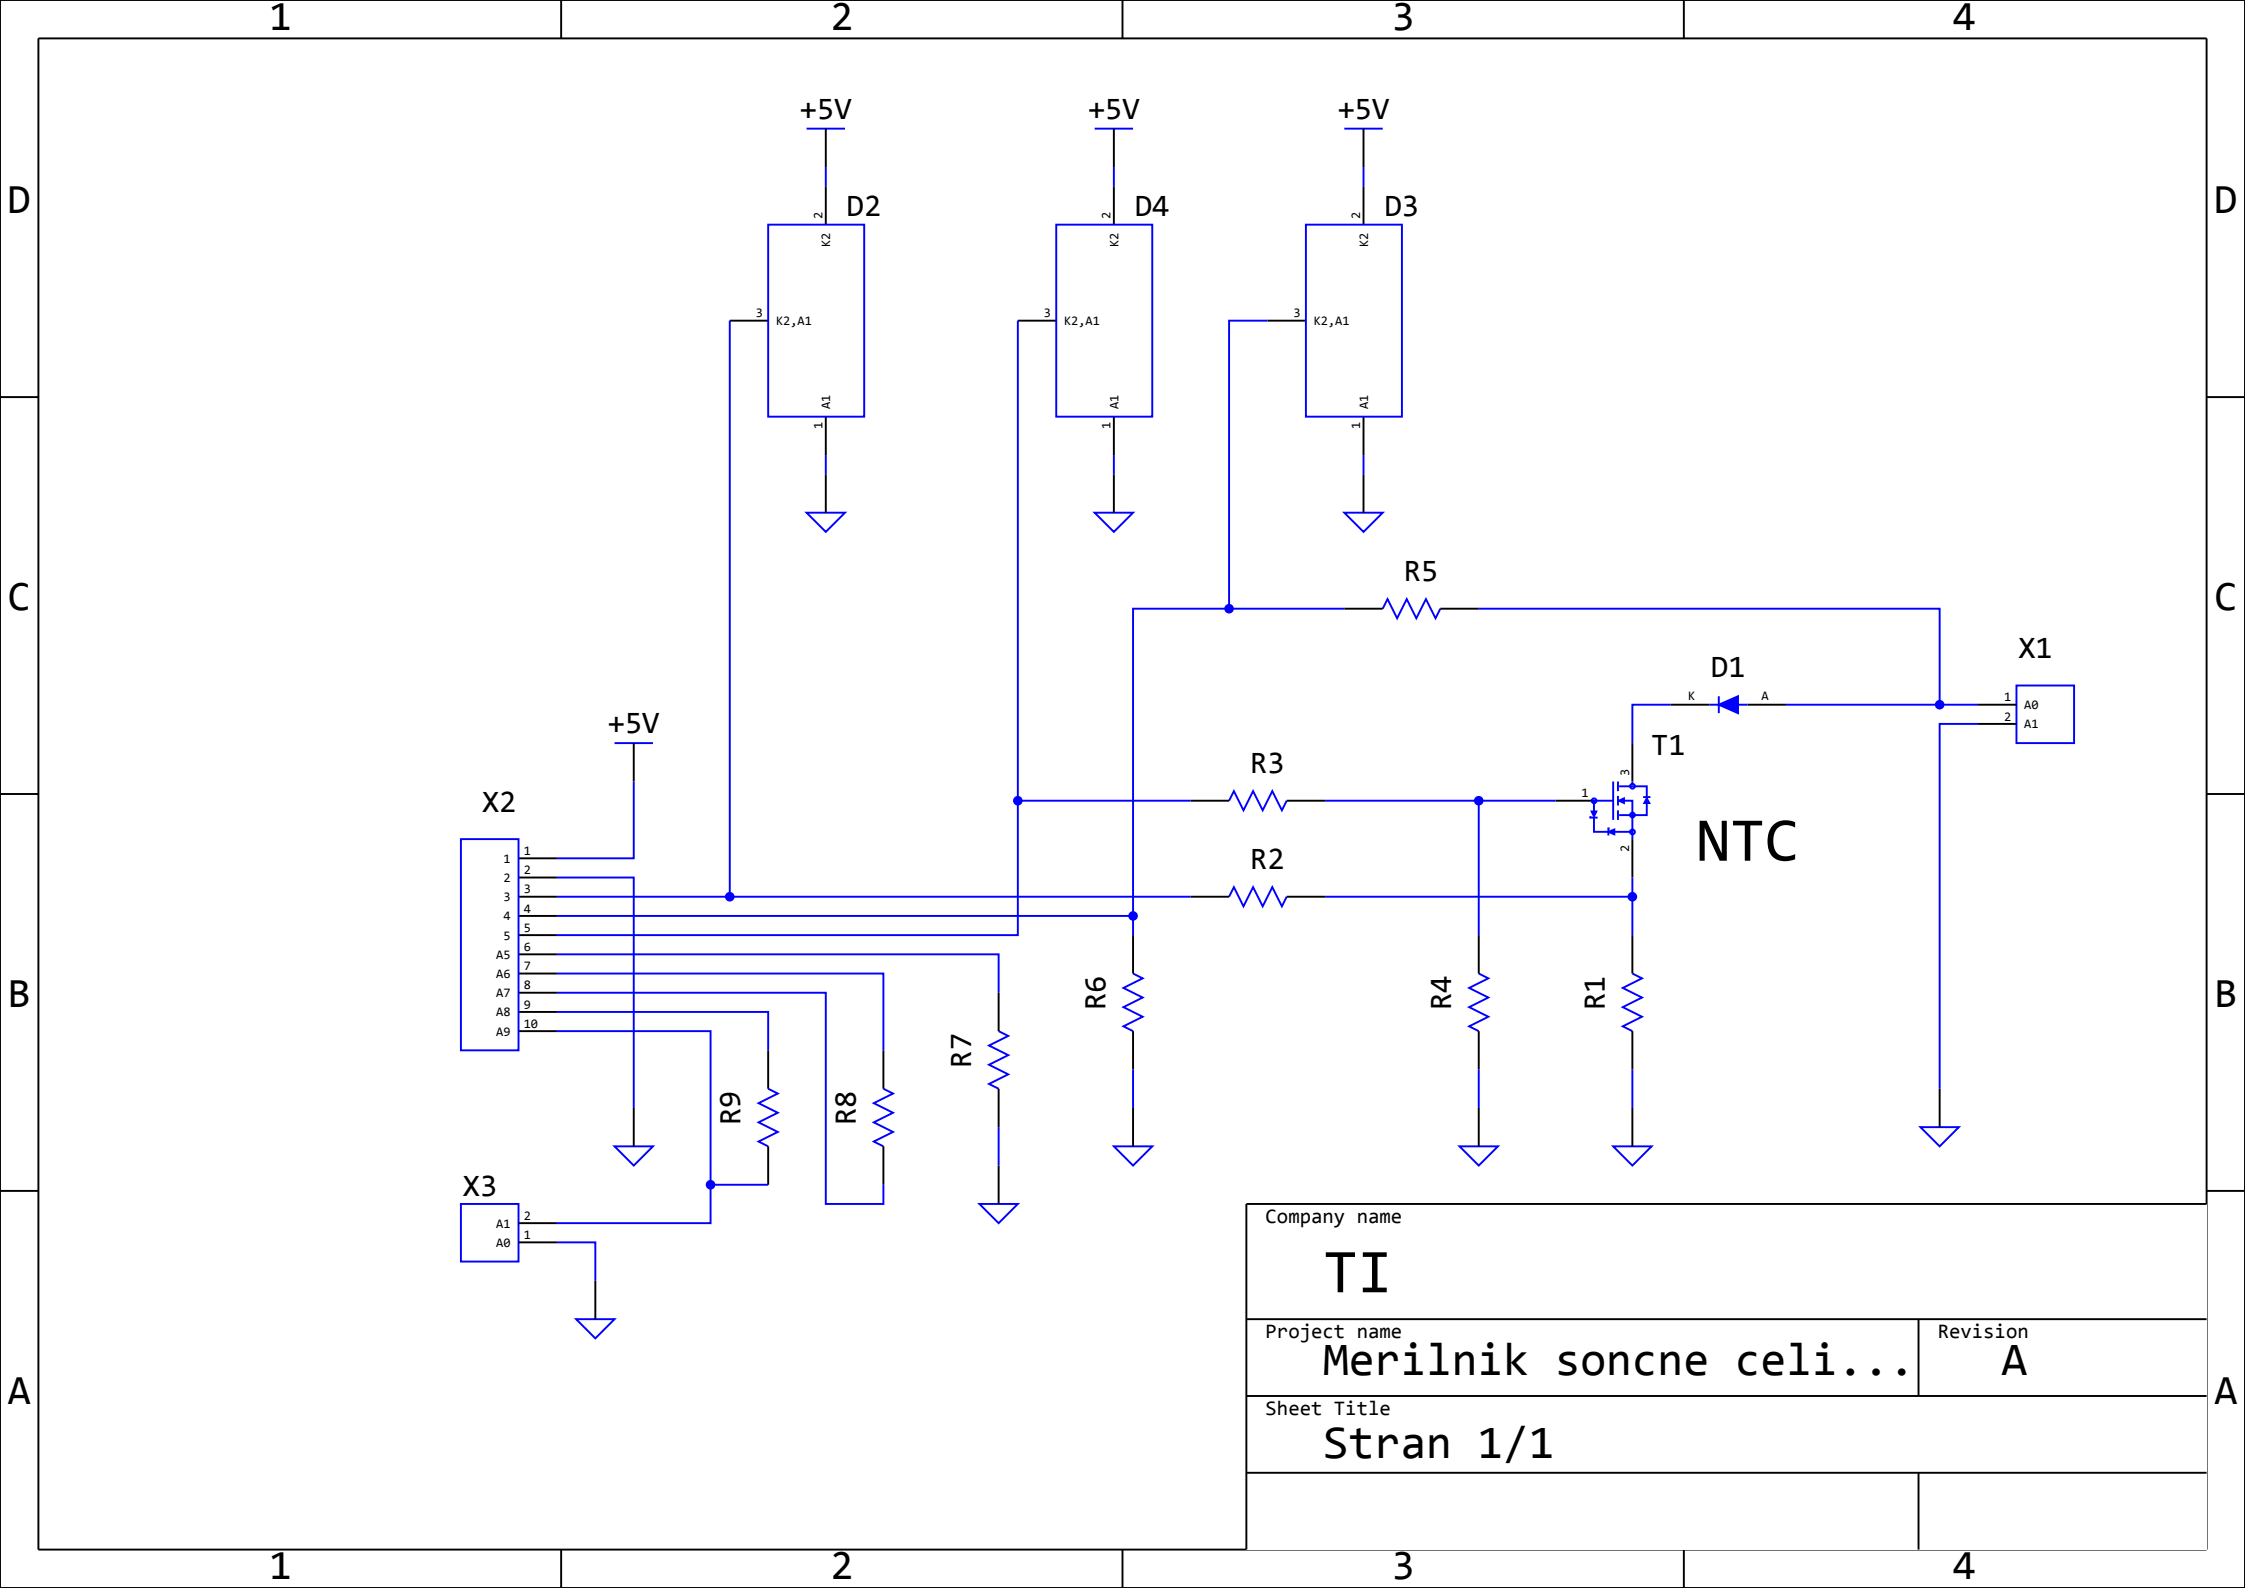 1 2 3 4
D D
C C
B B
A A
+5V +5V +5V
2 D2 2 D4 2 D3
K2 K2 K2
3 K2,A1 3 K2,A1 3 K2,A1
A1 A1 A1
1 1 1
R5
X1
D1
K A
1 A0
2 A1
+5V
T1
R3
3
1
2
NTC
X2
R2
1 1
2 2
3 3
4 4
5 5
A5 6
A6 7
A7 8
A8 9
A9 10
R6 R4 R1
R7
R9 R8
X3
A1 2
A0 1
Company name
TI
Project name
Merilnik soncne celi...
Revision
A
Sheet Title
Stran 1/1
1 2 3 4